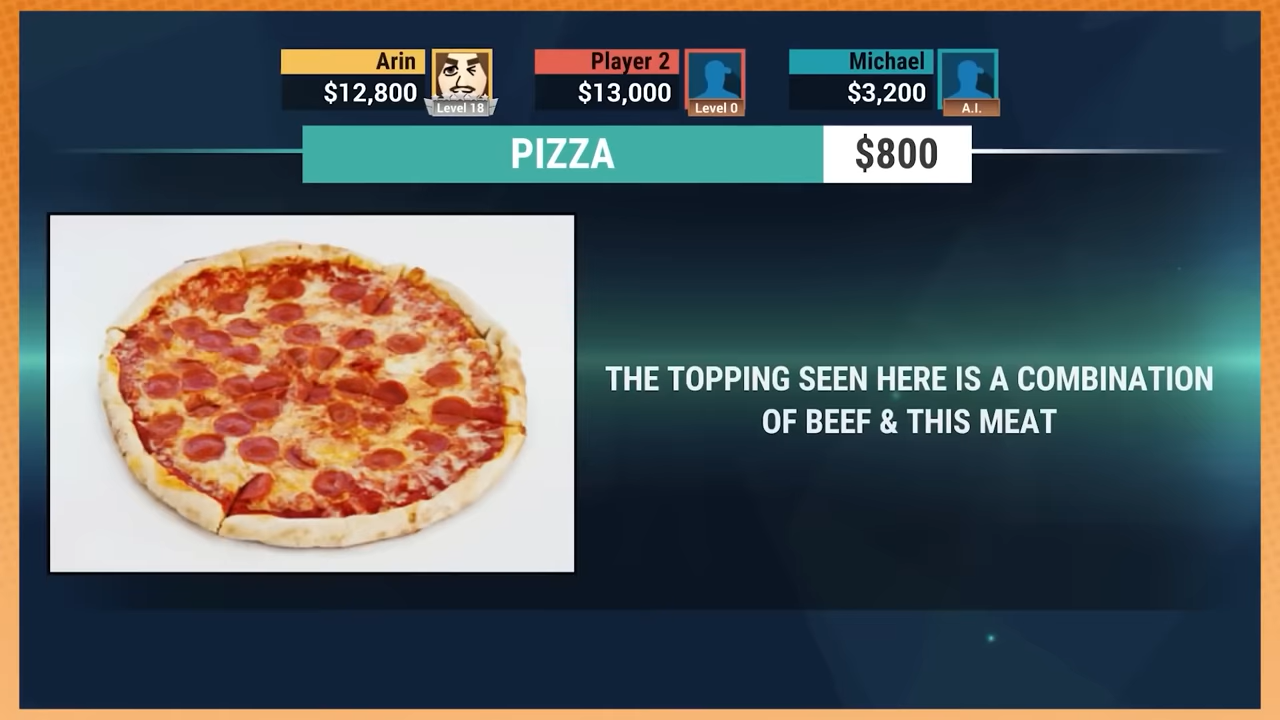 Arin
$12,800
Level 18
Player 2
$13,000
Level 0
Michael
$3,200
A.I.
PIZZA
$800
THE TOPPING SEEN HERE IS A COMBINATION
OF BEEF & THIS MEAT